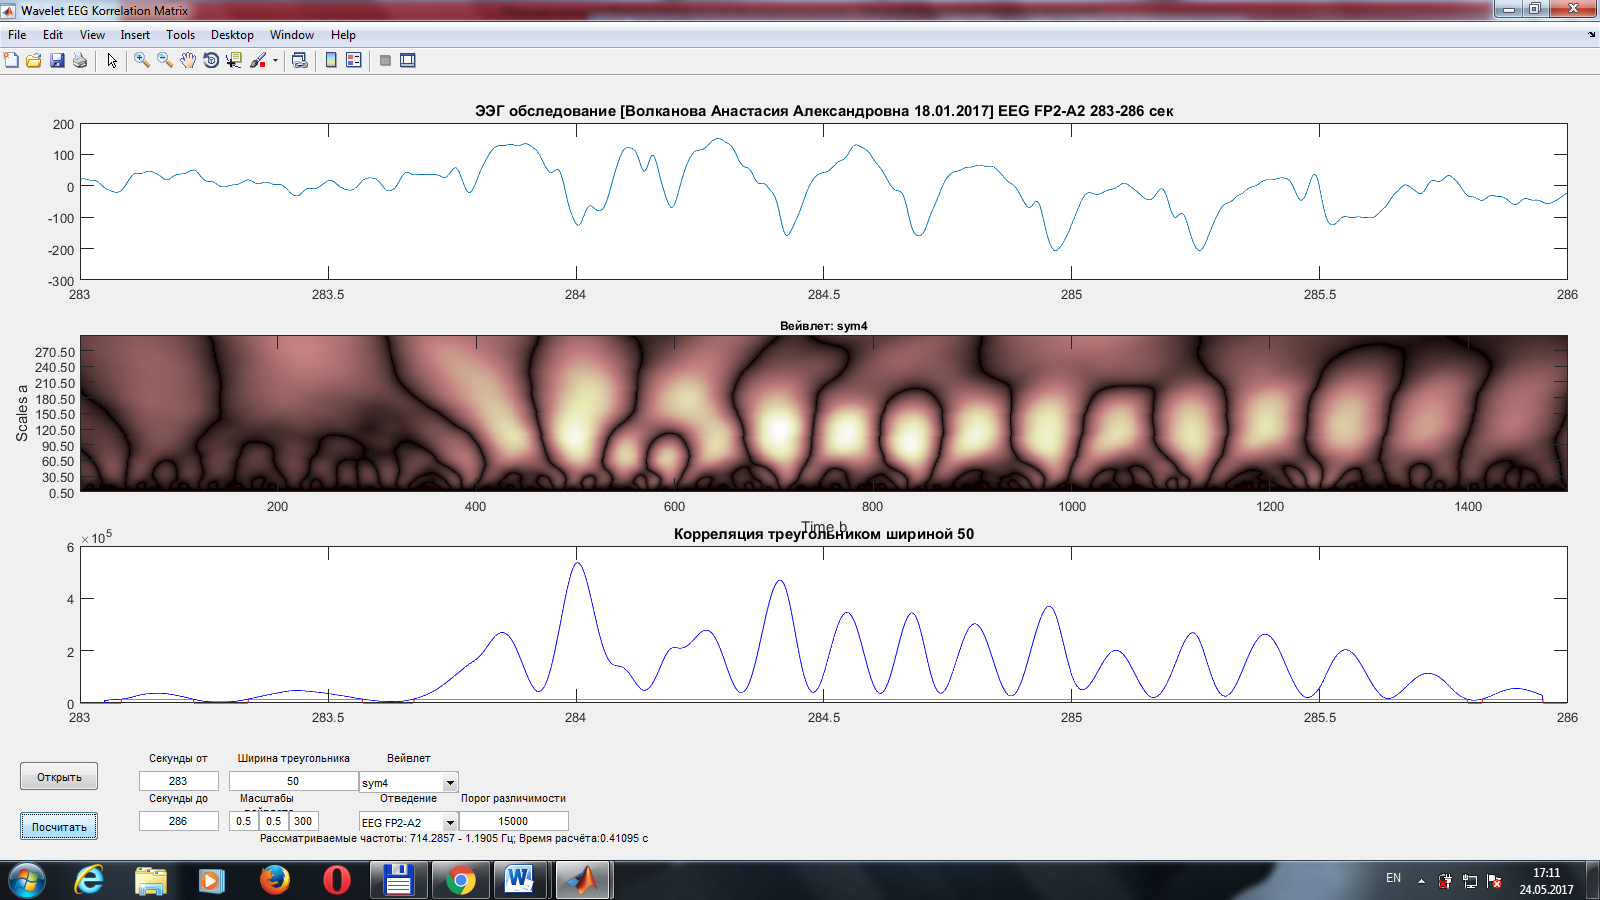 Wavelet EEG Korrelation Matrix
File Edit View Insert Tools Desktop Window Help
ЭЭГ обследование [Волканова Анастасия Александровна 18.01.2017] EEG FP2-A2 283-286 сек
200
100
0
-100
-200
-300
283 283.5 284 284.5 285 285.5 286
Вейвлет: sym4
Scales a
270.50
240.50
210.50
180.50
150.50
120.50
90.50
60.50
30.50
0.50
200 400 600 800 1000 1200 1400
Time b
Корреляция треугольником шириной 50
×10^5
6
4
2
0
283 283.5 284 284.5 285 285.5 286
Секунды от Ширина треугольника Вейвлет
Открыть 283 50 sym4
Секунды до Масштабы Отведение Порог различимости
Посчитать 286 0.5 0.5 300 EEG FP2-A2 15000
Рассматриваемые частоты: 714.2857 - 1.1905 Гц; Время расчёта:0.41095 с
EN
17:11
24.05.2017